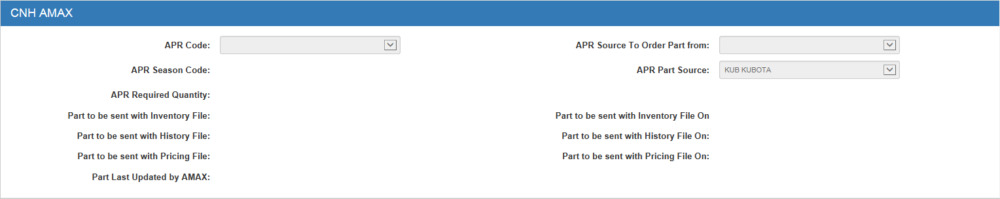 CNH AMAX
APR Code: APR Source To Order Part from:
APR Season Code: APR Part Source: KUB KUBOTA
APR Required Quantity:
Part to be sent with Inventory File: Part to be sent with Inventory File On
Part to be sent with History File: Part to be sent with History File On:
Part to be sent with Pricing File: Part to be sent with Pricing File On:
Part Last Updated by AMAX: